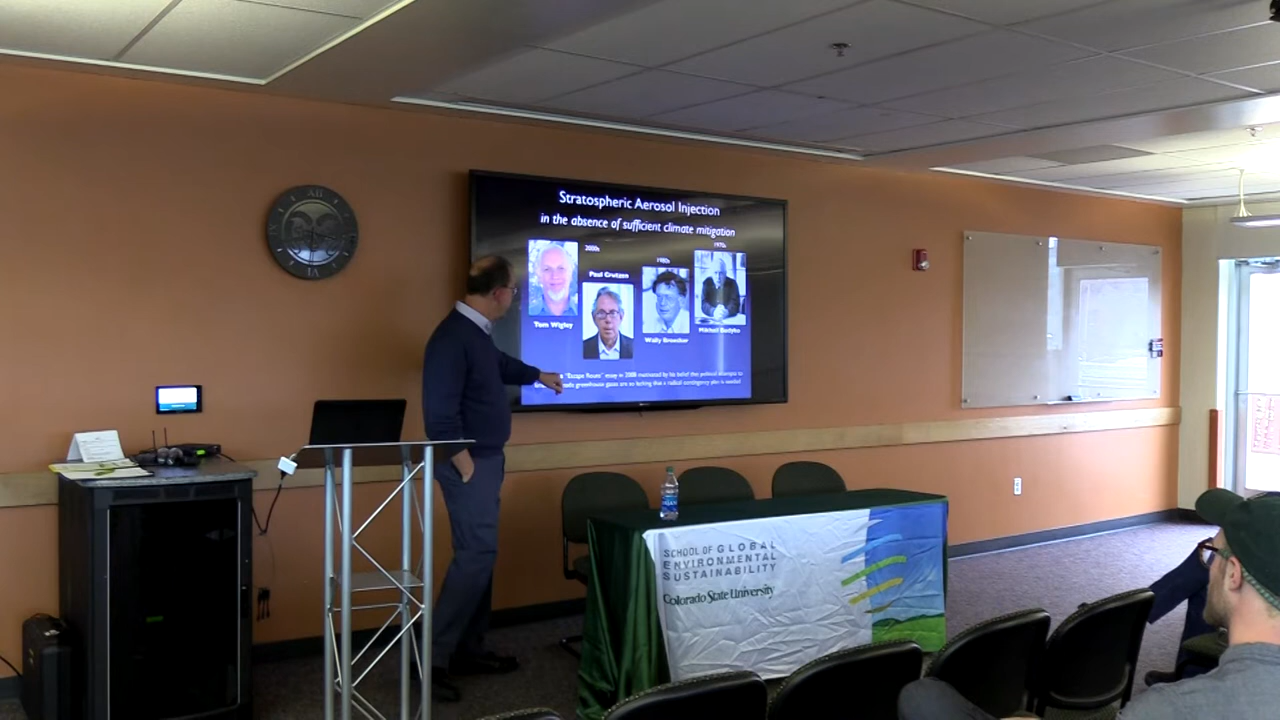 Stratospheric Aerosol Injection
in the absence of sufficient climate mitigation
2000s
1980s
1970s
Paul Crutzen
Tom Wigley
Wally Broecker
Mikhail Budyko
"Escape Route" essay in 2008 motivated by his belief that political attempts to
greenhouse gases are so lacking that a radical contingency plan is needed
SCHOOL OF GLOBAL
ENVIRONMENTAL
SUSTAINABILITY
Colorado State University